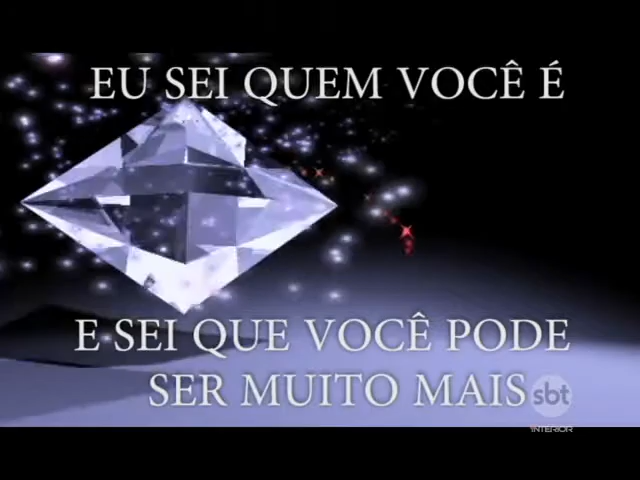 EU SEI QUEM VOCÊ É
E SEI QUE VOCÊ PODE
SER MUITO MAIS
sbt
INTERIOR